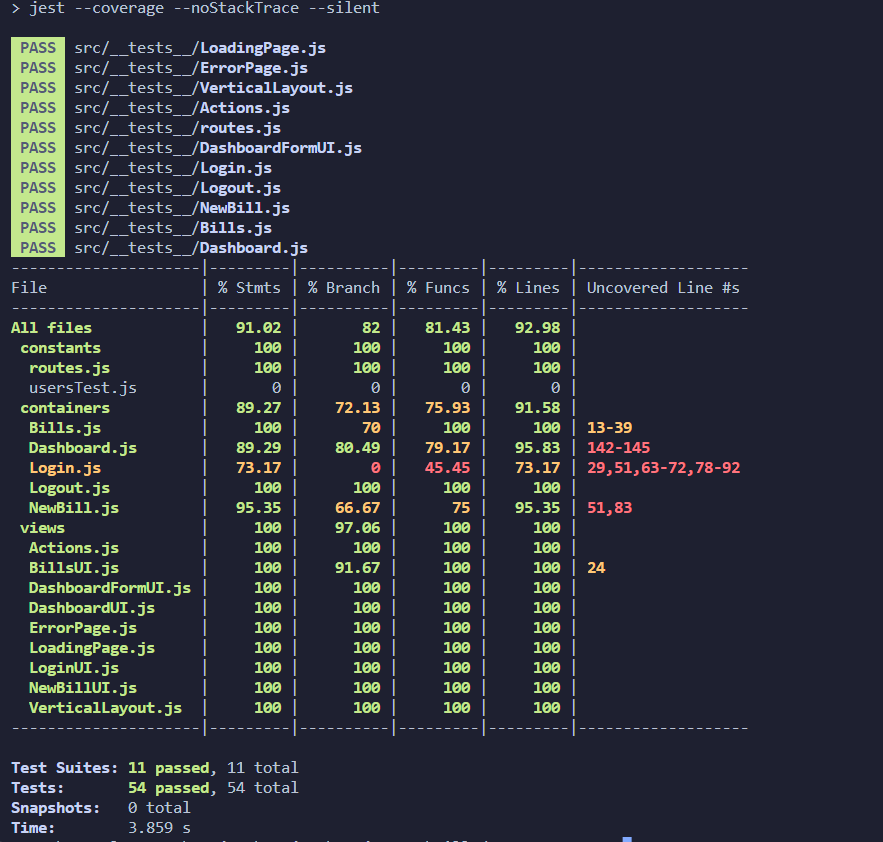 > jest --coverage --noStackTrace --silent
PASS src/__tests__/LoadingPage.js
PASS src/__tests__/ErrorPage.js
PASS src/__tests__/VerticalLayout.js
PASS src/__tests__/Actions.js
PASS src/__tests__/routes.js
PASS src/__tests__/DashboardFormUI.js
PASS src/__tests__/Login.js
PASS src/__tests__/Logout.js
PASS src/__tests__/NewBill.js
PASS src/__tests__/Bills.js
PASS src/__tests__/Dashboard.js
---------------------|---------|----------|---------|---------|-------------------
File                 | % Stmts | % Branch | % Funcs | % Lines | Uncovered Line #s
---------------------|---------|----------|---------|---------|-------------------
All files            |   91.02 |       82 |   81.43 |   92.98 |
 constants           |     100 |      100 |     100 |     100 |
  routes.js          |     100 |      100 |     100 |     100 |
  usersTest.js       |       0 |        0 |       0 |       0 |
 containers          |   89.27 |    72.13 |   75.93 |   91.58 |
  Bills.js           |     100 |       70 |     100 |     100 | 13-39
  Dashboard.js       |   89.29 |    80.49 |   79.17 |   95.83 | 142-145
  Login.js           |   73.17 |        0 |   45.45 |   73.17 | 29,51,63-72,78-92
  Logout.js          |     100 |      100 |     100 |     100 |
  NewBill.js         |   95.35 |    66.67 |      75 |   95.35 | 51,83
 views               |     100 |    97.06 |     100 |     100 |
  Actions.js         |     100 |      100 |     100 |     100 |
  BillsUI.js         |     100 |    91.67 |     100 |     100 | 24
  DashboardFormUI.js |     100 |      100 |     100 |     100 |
  DashboardUI.js     |     100 |      100 |     100 |     100 |
  ErrorPage.js       |     100 |      100 |     100 |     100 |
  LoadingPage.js     |     100 |      100 |     100 |     100 |
  LoginUI.js         |     100 |      100 |     100 |     100 |
  NewBillUI.js       |     100 |      100 |     100 |     100 |
  VerticalLayout.js  |     100 |      100 |     100 |     100 |
---------------------|---------|----------|---------|---------|-------------------
Test Suites: 11 passed, 11 total
Tests:       54 passed, 54 total
Snapshots:   0 total
Time:        3.859 s